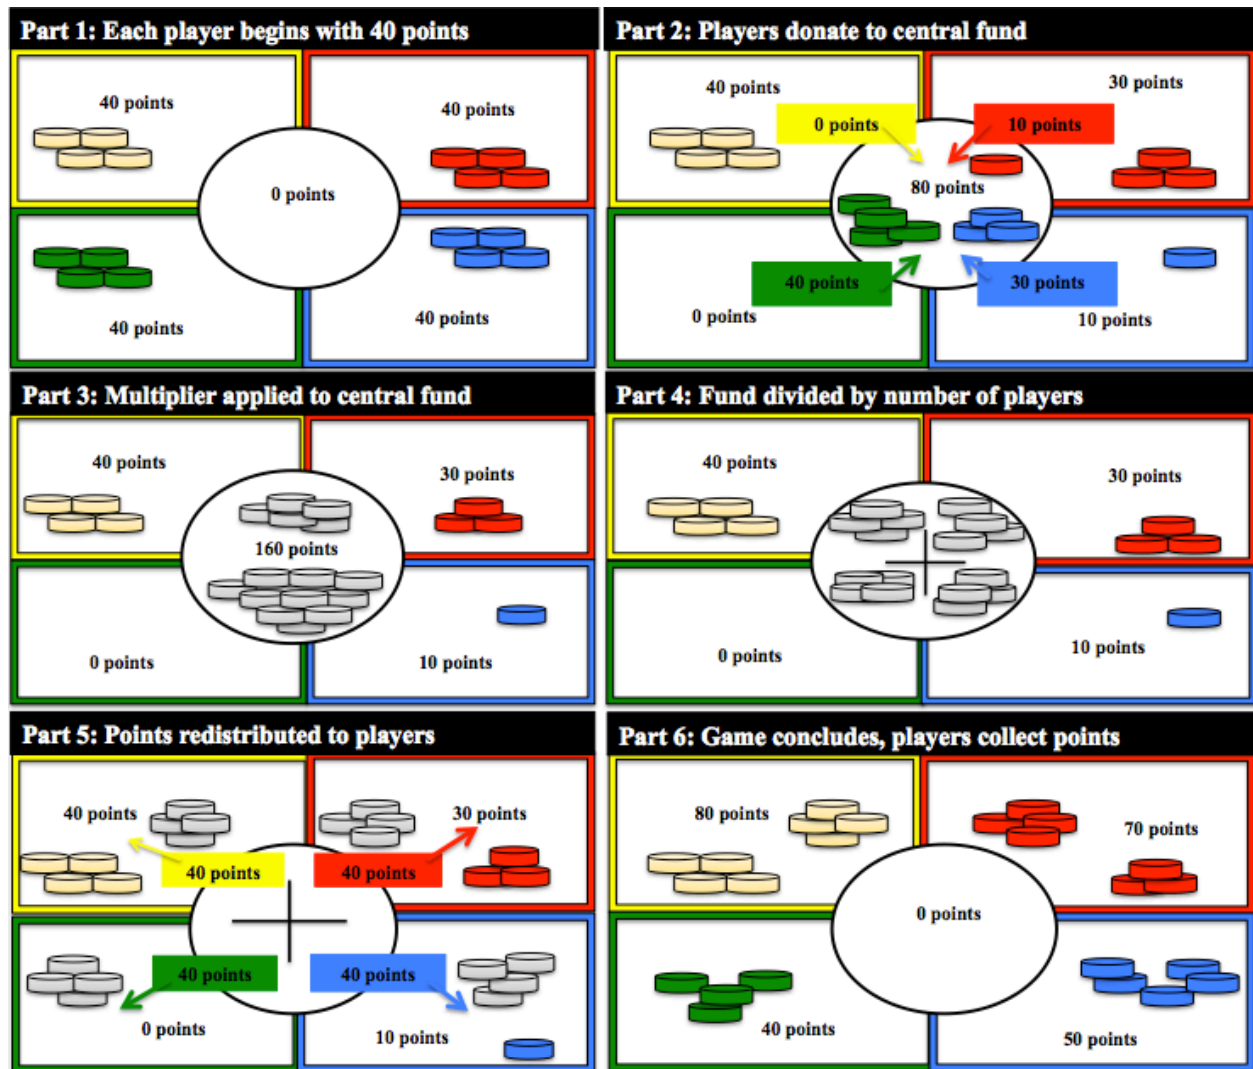 Part 1: Each player begins with 40 points
40 points
40 points
0 points
40 points
40 points
Part 2: Players donate to central fund
40 points
30 points
0 points
10 points
80 points
40 points
30 points
0 points
10 points
Part 3: Multiplier applied to central fund
40 points
30 points
160 points
0 points
10 points
Part 4: Fund divided by number of players
40 points
30 points
0 points
10 points
Part 5: Points redistributed to players
40 points
30 points
40 points
40 points
40 points
40 points
0 points
10 points
Part 6: Game concludes, players collect points
80 points
70 points
0 points
40 points
50 points